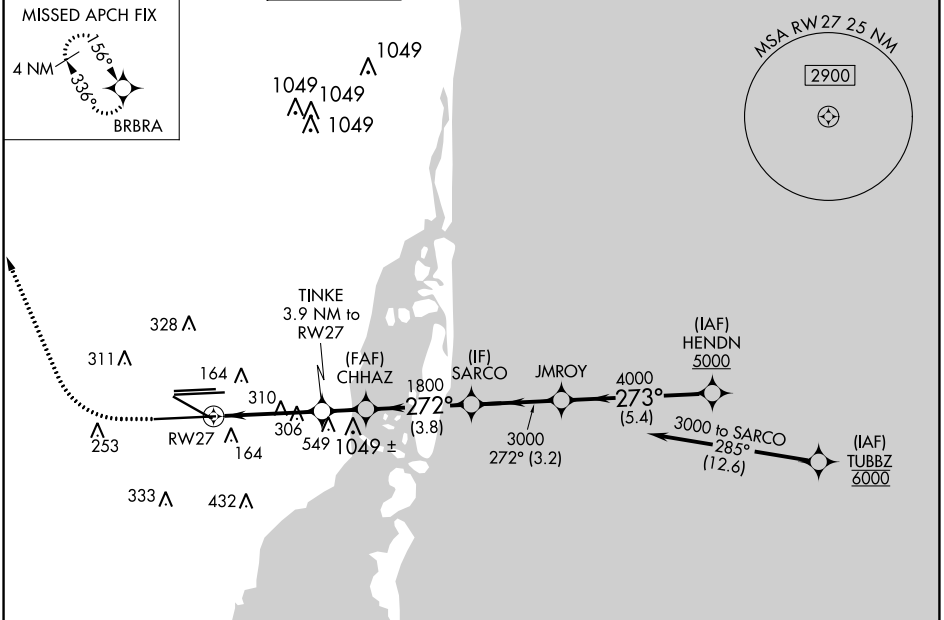 MISSED APCH FIX
4 NM
156°
336°
BRBRA
1049
1049
1049
1049
MSA RW27 25 NM
2900
TINKE
3.9 NM to
RW27
(FAF)
CHHAZ
(IF)
SARCO
JMROY
(IAF)
HENDN
5000
328
311
164
310
306
549
1049 ±
253
RW27
164
333
432
1800
272°
(3.8)
3000
272° (3.2)
4000
273°
(5.4)
3000 to SARCO
285°
(12.6)
(IAF)
TUBBZ
6000